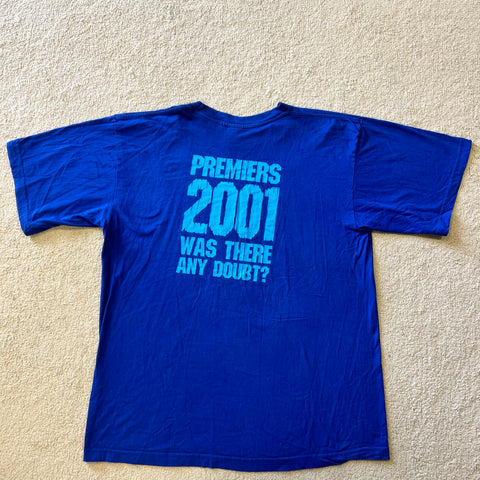 PREMIERS
2001
WAS THERE
ANY DOUBT?